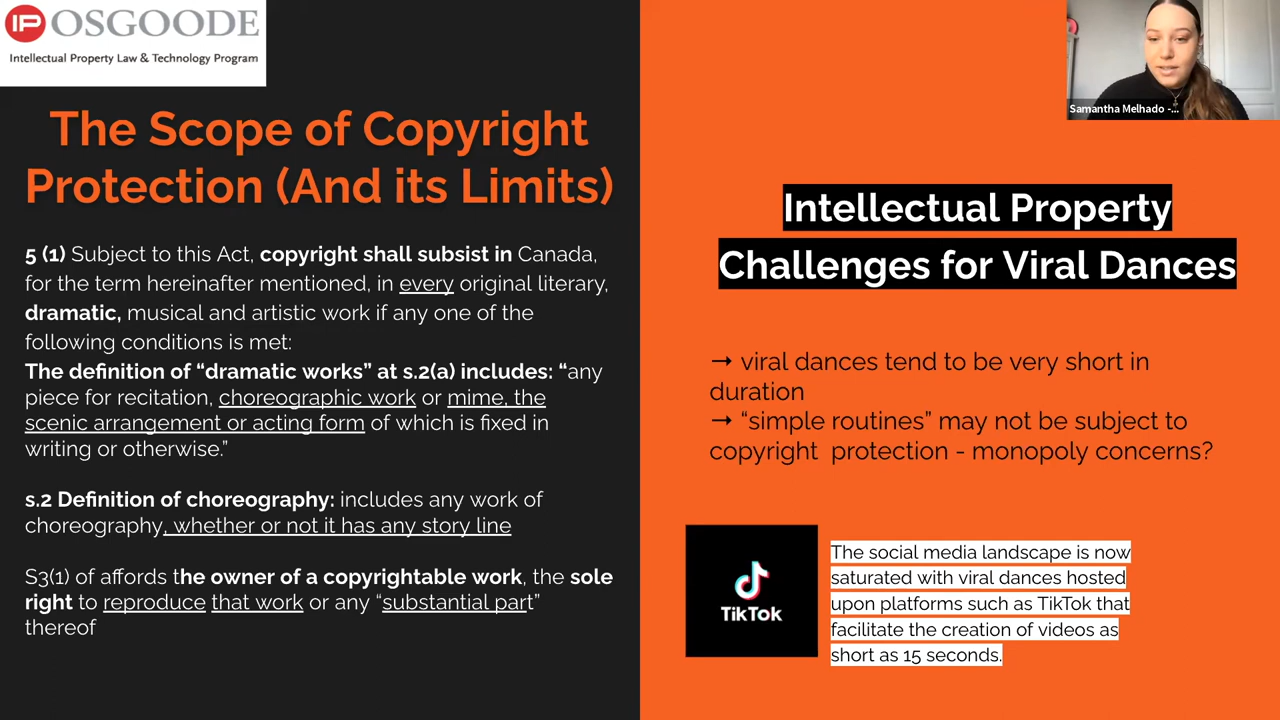 IP OSGOODE
Intellectual Property Law & Technology Program
The Scope of Copyright
Protection (And its Limits)
5 (1) Subject to this Act, copyright shall subsist in Canada,
for the term hereinafter mentioned, in every original literary,
dramatic, musical and artistic work if any one of the
following conditions is met:
The definition of “dramatic works” at s.2(a) includes: “any
piece for recitation, choreographic work or mime, the
scenic arrangement or acting form of which is fixed in
writing or otherwise.”
s.2 Definition of choreography: includes any work of
choreography, whether or not it has any story line
S3(1) of affords the owner of a copyrightable work, the sole
right to reproduce that work or any “substantial part”
thereof
Samantha Melhado -...
Intellectual Property
Challenges for Viral Dances
→ viral dances tend to be very short in
duration
→ “simple routines” may not be subject to
copyright protection - monopoly concerns?
TikTok
The social media landscape is now
saturated with viral dances hosted
upon platforms such as TikTok that
facilitate the creation of videos as
short as 15 seconds.